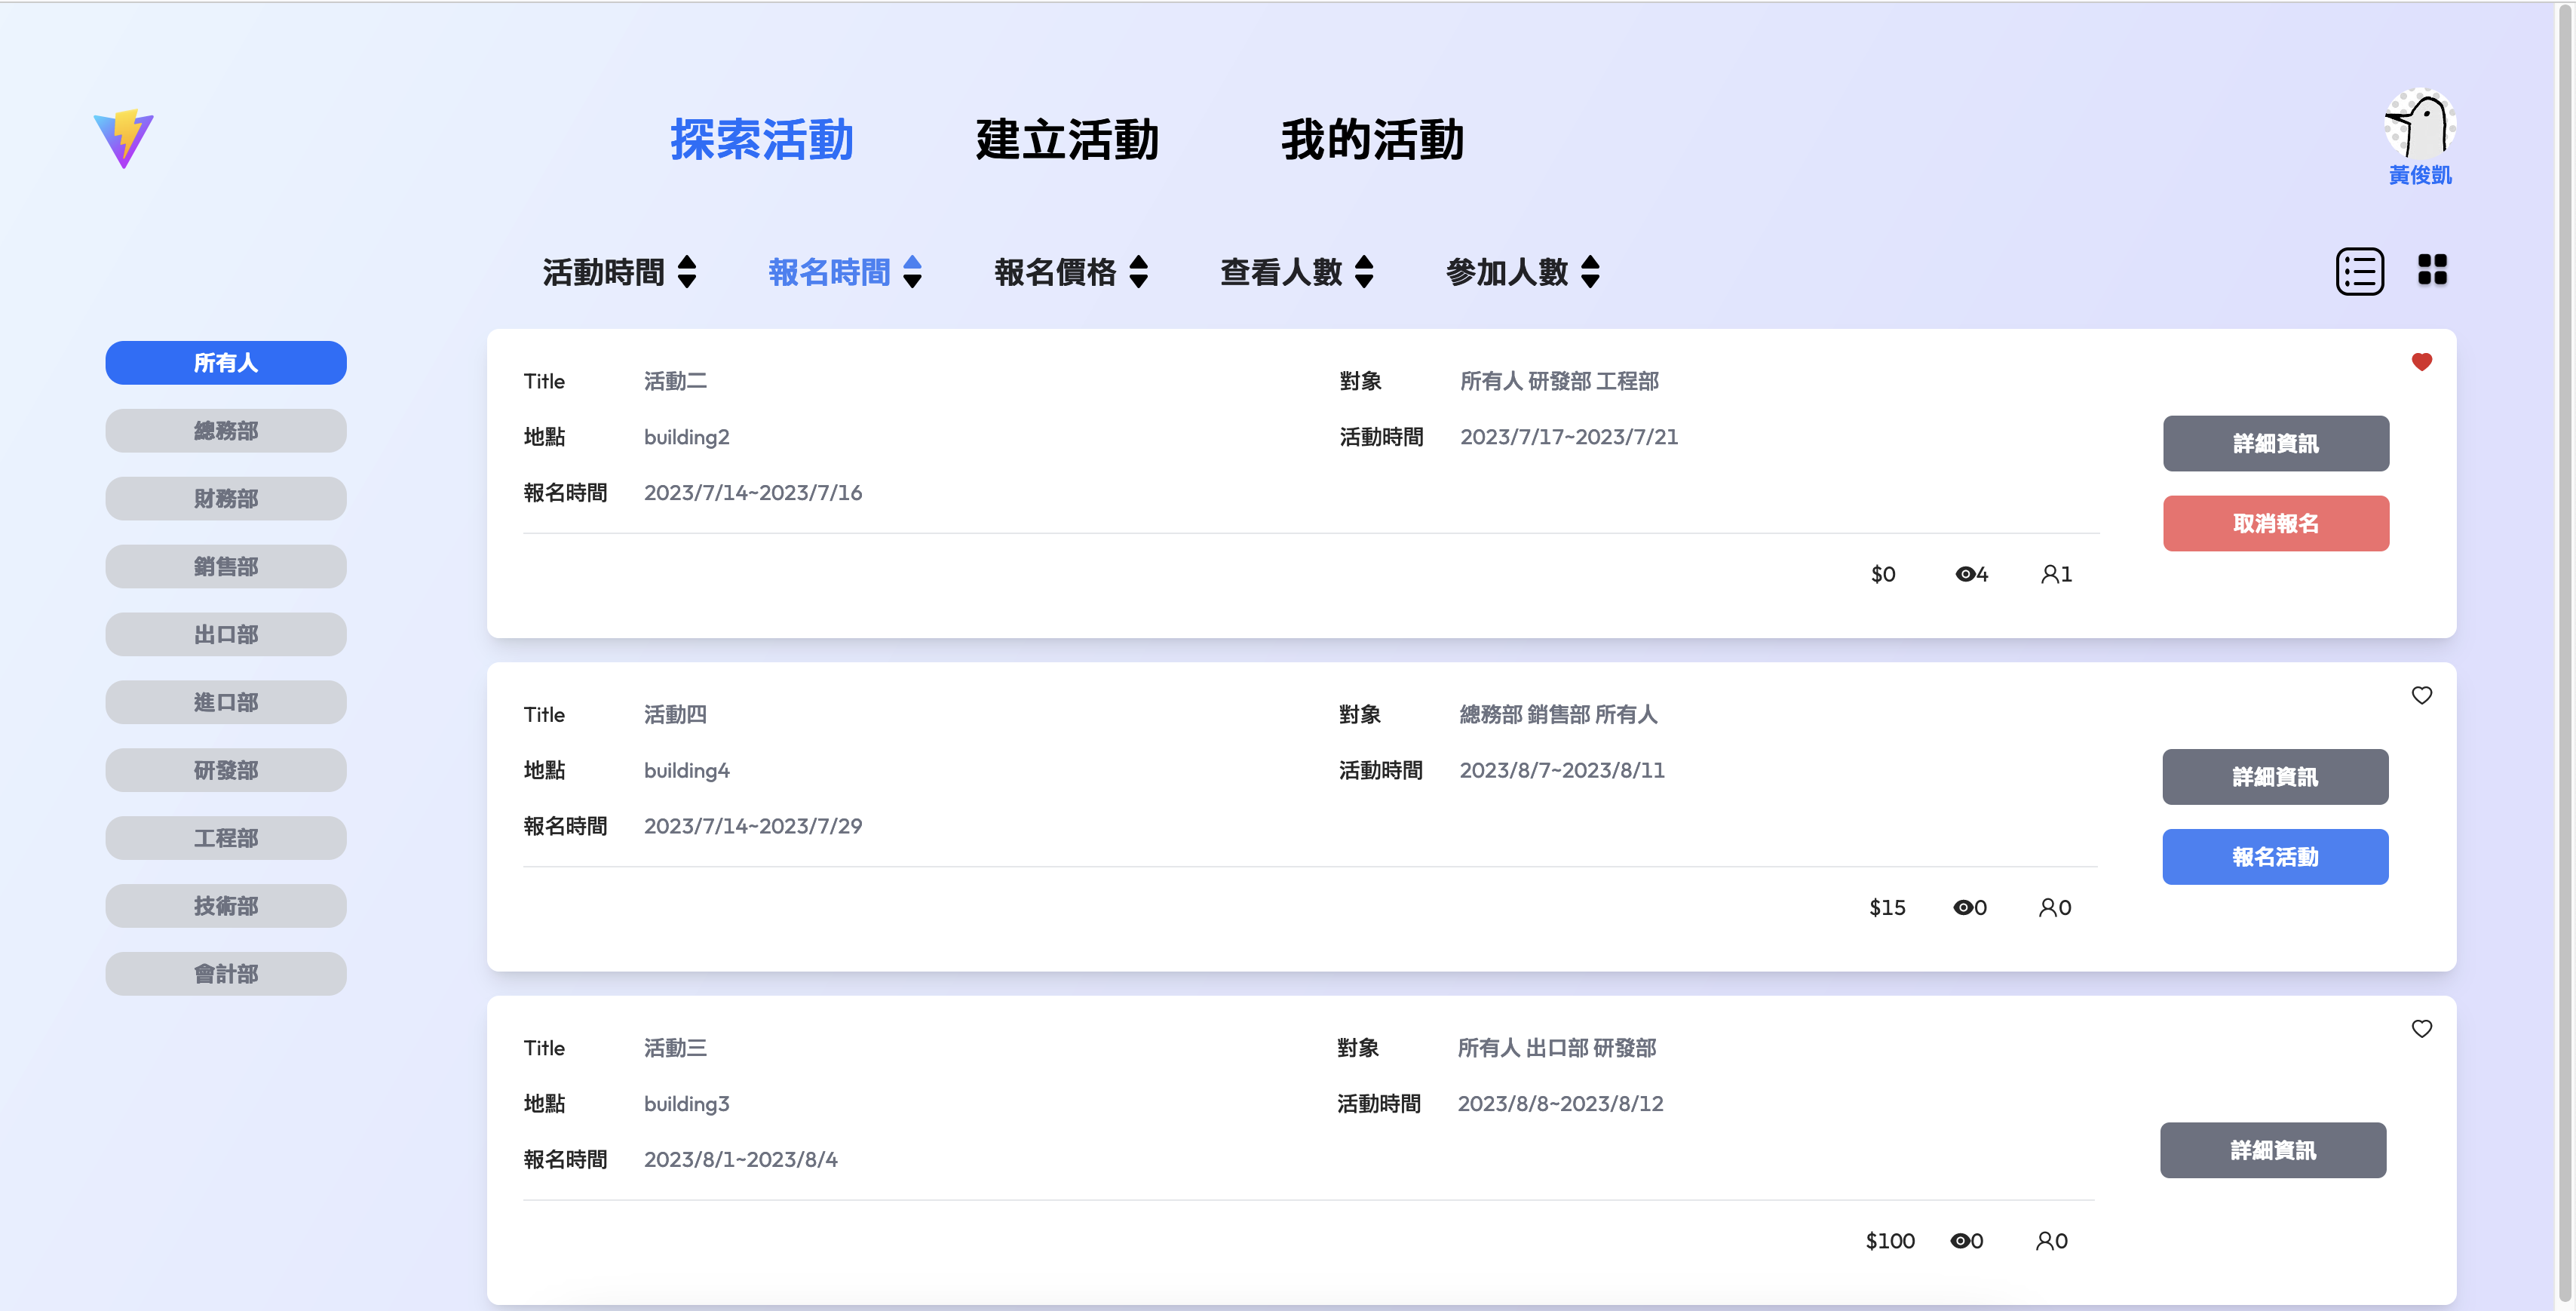 探索活動 建立活動 我的活動
黃俊凱
活動時間 報名時間 報名價格 查看人數 參加人數
所有人
總務部
財務部
銷售部
出口部
進口部
研發部
工程部
技術部
會計部
Title 活動二 對象 所有人 研發部 工程部
地點 building2 活動時間 2023/7/17~2023/7/21
報名時間 2023/7/14~2023/7/16
詳細資訊
取消報名
$0 4 1
Title 活動四 對象 總務部 銷售部 所有人
地點 building4 活動時間 2023/8/7~2023/8/11
報名時間 2023/7/14~2023/7/29
詳細資訊
報名活動
$15 0 0
Title 活動三 對象 所有人 出口部 研發部
地點 building3 活動時間 2023/8/8~2023/8/12
報名時間 2023/8/1~2023/8/4
詳細資訊
$100 0 0